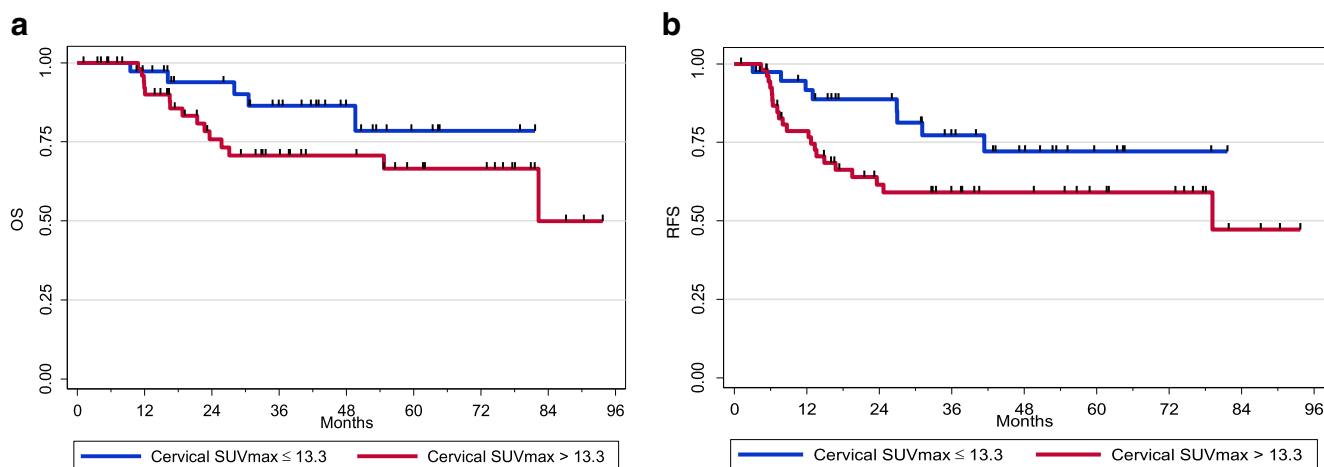 a
OS
1.00
0.75
0.50
0.25
0.00
0 12 24 36 48 60 72 84 96
Months
Cervical SUVmax ≤ 13.3 Cervical SUVmax > 13.3
b
RFS
1.00
0.75
0.50
0.25
0.00
0 12 24 36 48 60 72 84 96
Months
Cervical SUVmax ≤ 13.3 Cervical SUVmax > 13.3